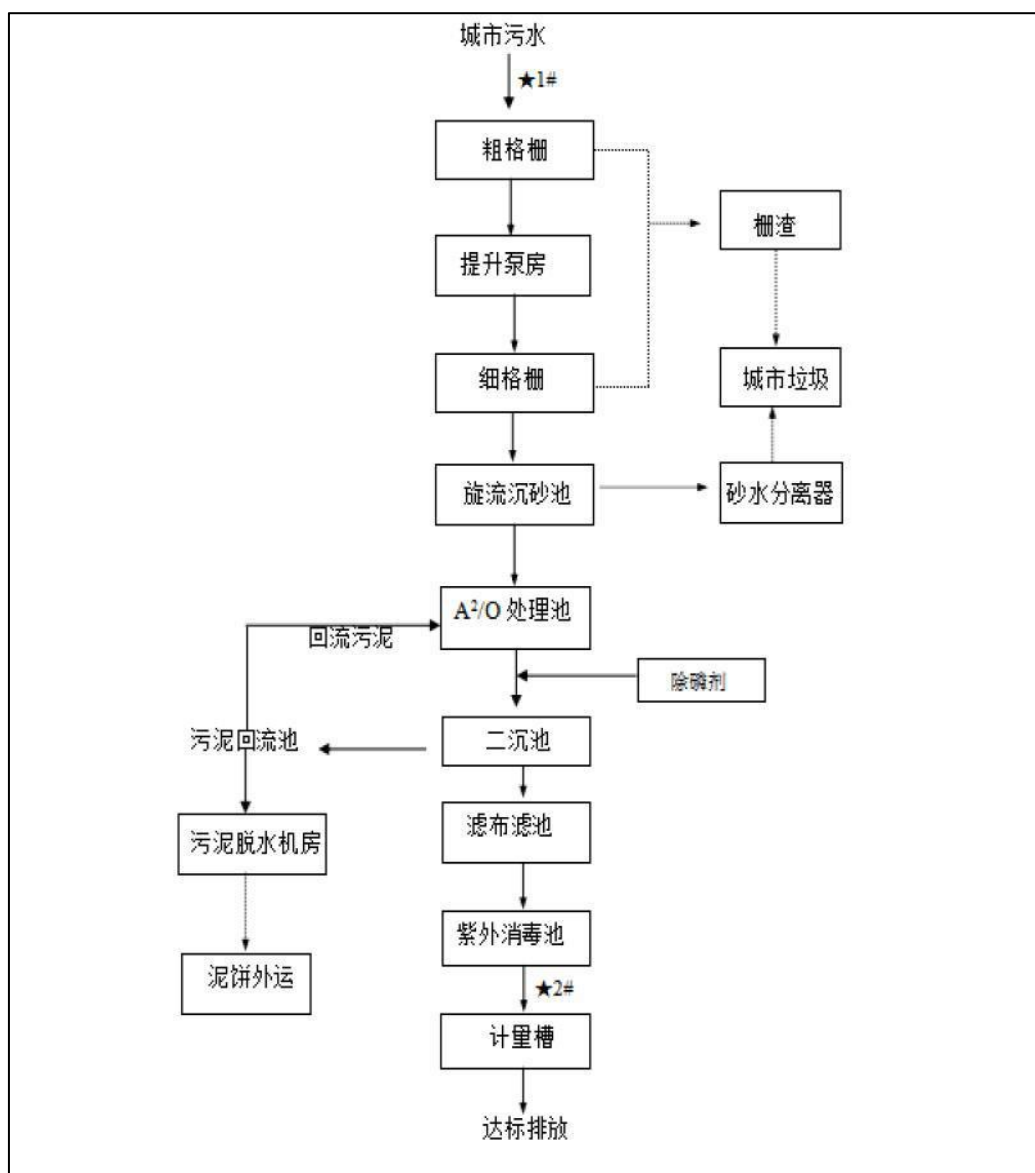 城市污水
★1#
粗格栅
栅渣
提升泵房
细格栅
城市垃圾
旋流沉砂池
砂水分离器
A²/O 处理池
回流污泥
除磷剂
污泥回流池
二沉池
滤布滤池
污泥脱水机房
紫外消毒池
泥饼外运
★2#
计量槽
达标排放